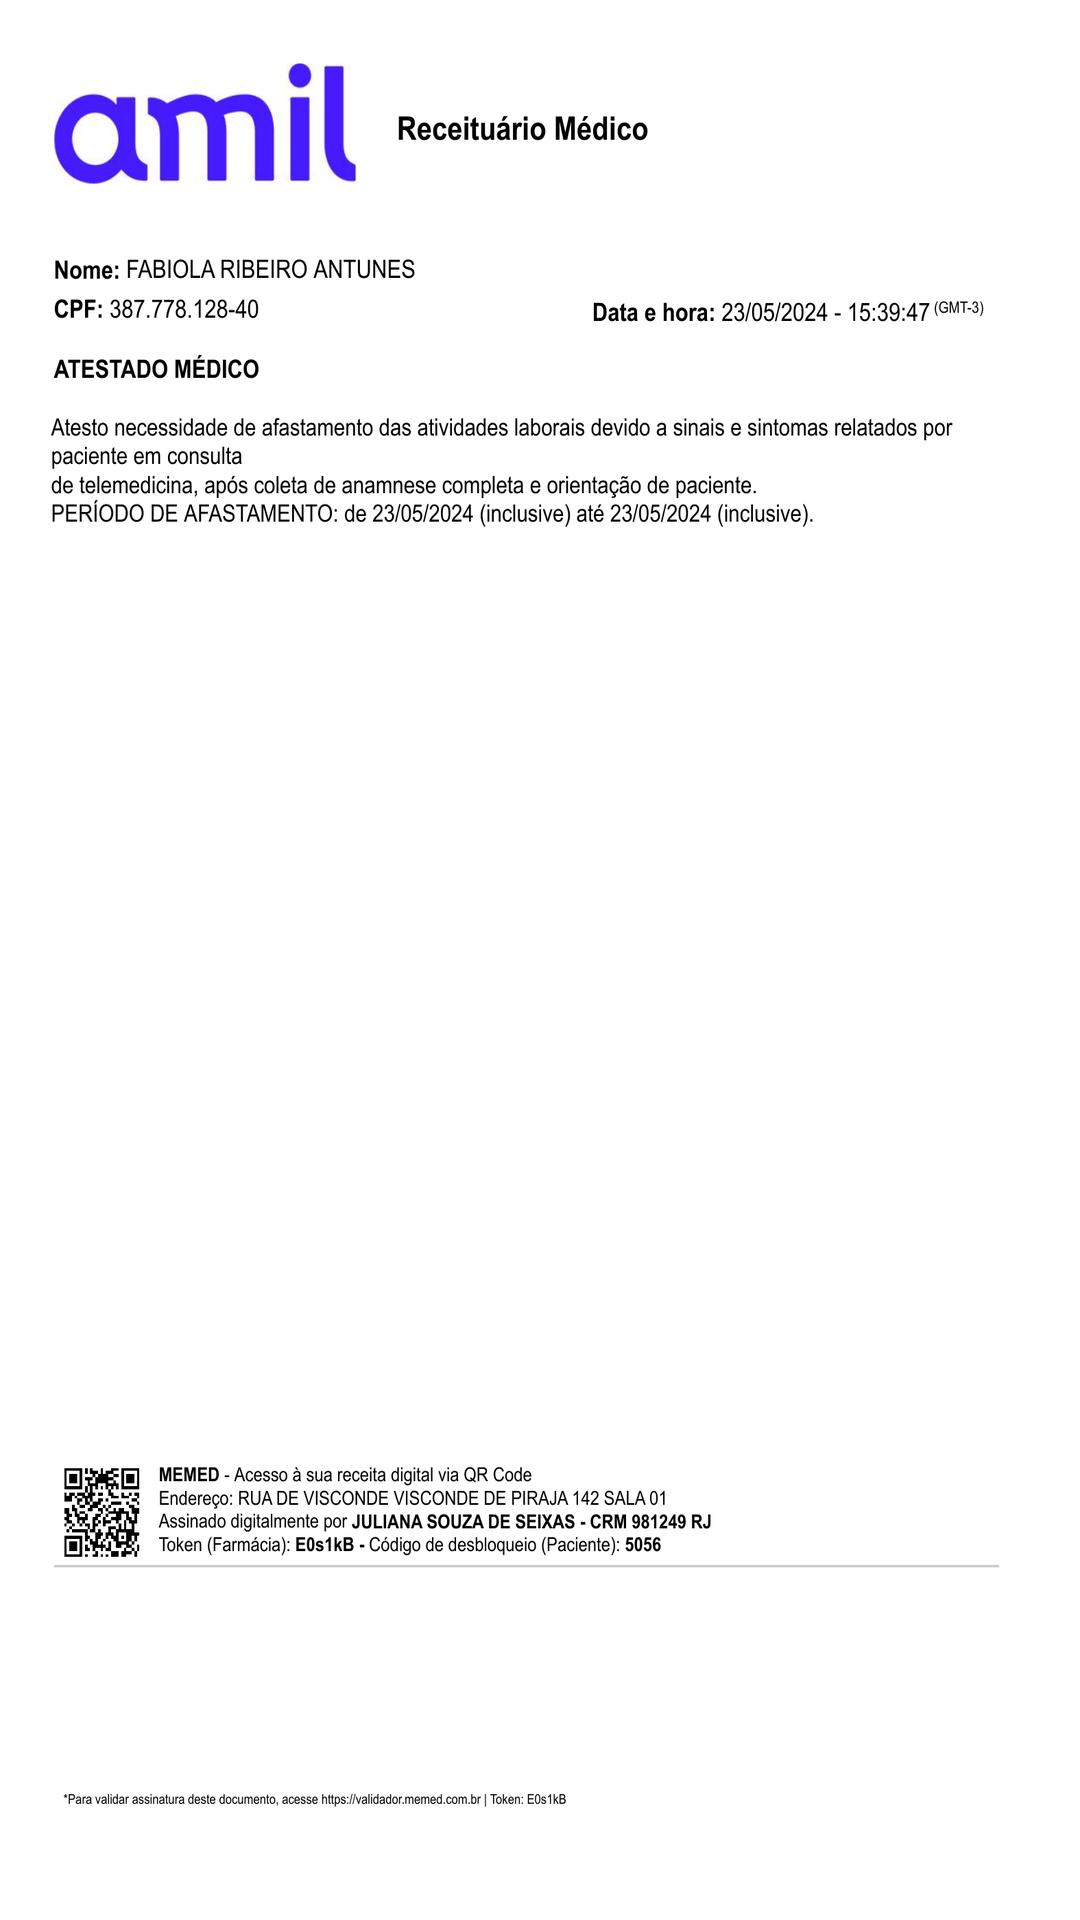 amil
Receituário Médico
Nome: FABIOLA RIBEIRO ANTUNES
CPF: 387.778.128-40
Data e hora: 23/05/2024 - 15:39:47 (GMT-3)
ATESTADO MÉDICO
Atesto necessidade de afastamento das atividades laborais devido a sinais e sintomas relatados por
paciente em consulta
de telemedicina, após coleta de anamnese completa e orientação de paciente.
PERÍODO DE AFASTAMENTO: de 23/05/2024 (inclusive) até 23/05/2024 (inclusive).
MEMED - Acesso à sua receita digital via QR Code
Endereço: RUA DE VISCONDE VISCONDE DE PIRAJA 142 SALA 01
Assinado digitalmente por JULIANA SOUZA DE SEIXAS - CRM 981249 RJ
Token (Farmácia): E0s1kB - Código de desbloqueio (Paciente): 5056
*Para validar assinatura deste documento, acesse https://validador.memed.com.br | Token: E0s1kB